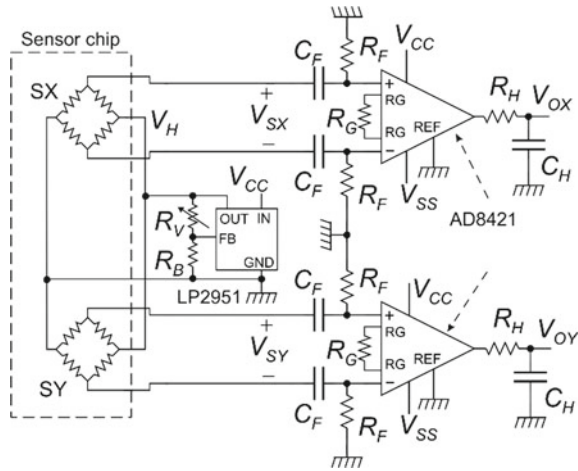 Sensor chip
SX
V_H
V_SX
+
−
C_F
R_F
V_CC
+
RG
R_G
RG
REF
−
R_H
V_OX
C_H
C_F
R_F
V_SS
AD8421
V_CC
R_V
OUT IN
FB
R_B
GND
LP2951
C_F
R_F
V_CC
+
V_SY
−
SY
+
RG
R_G
RG
REF
−
R_H
V_OY
C_H
C_F
R_F
V_SS